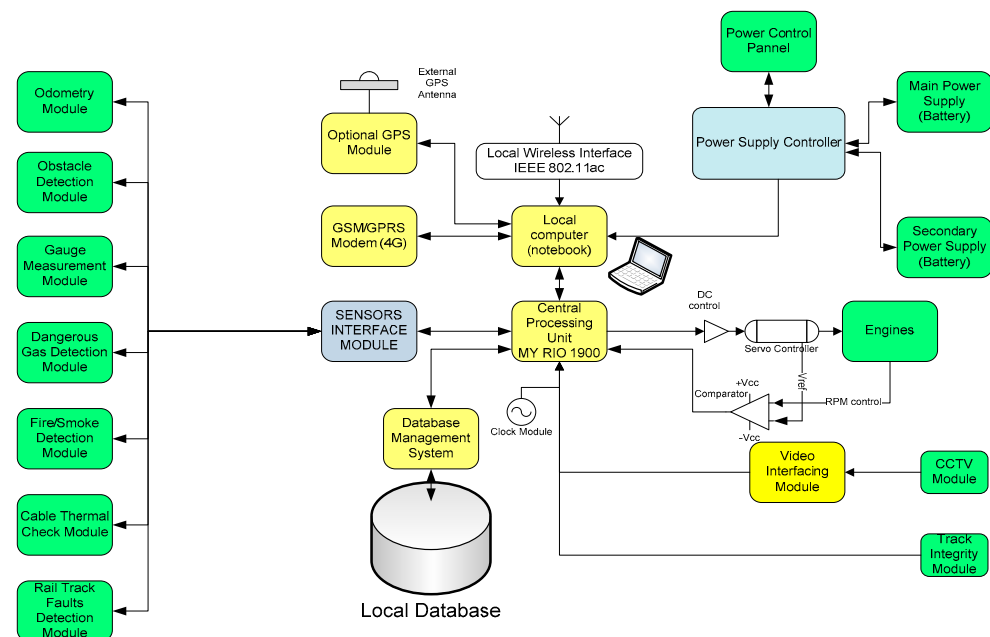 Power Control
Pannel
Odometry
Module
External
GPS
Antenna
Main Power
Supply
(Battery)
Optional GPS
Module
Power Supply Controller
Local Wireless Interface
IEEE 802.11ac
Obstacle
Detection
Module
GSM/GPRS
Modem (4G)
Local
computer
(notebook)
Secondary
Power Supply
(Battery)
Gauge
Measurement
Module
DC
control
SENSORS
INTERFACE
MODULE
Central
Processing
Unit
MY RIO 1900
Engines
Servo Controller
Dangerous
Gas Detection
Module
Vref
+Vcc
Comparator
RPM control
-Vcc
Clock Module
Fire/Smoke
Detection
Module
Database
Management
System
Video
Interfacing
Module
CCTV
Module
Cable Thermal
Check Module
Track
Integrity
Module
Rail Track
Faults
Detection
Module
Local Database